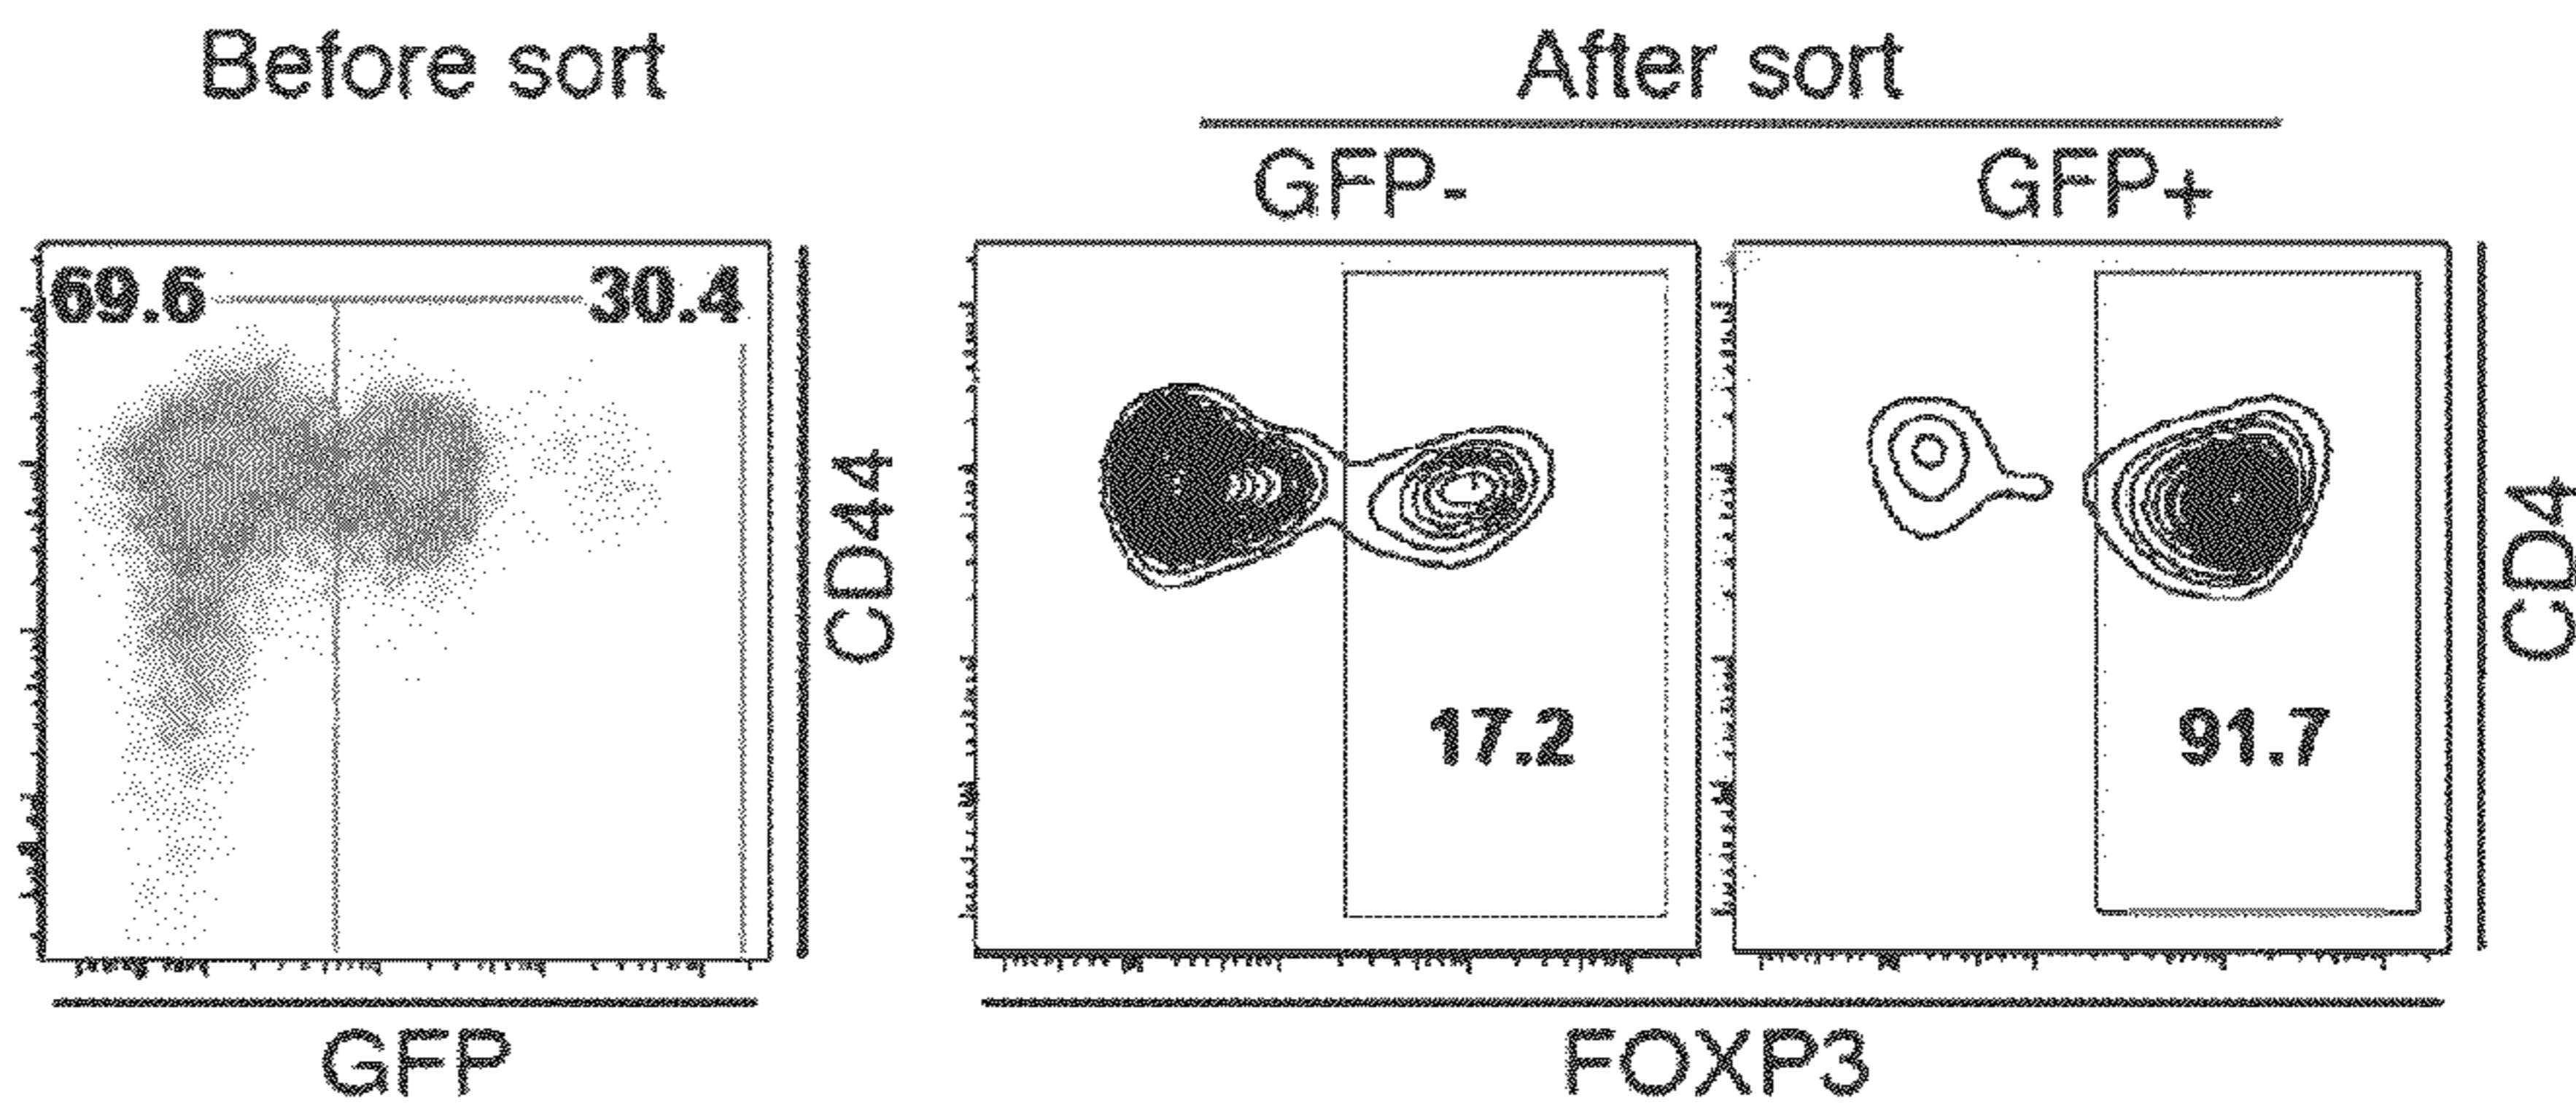 Before sort
After sort
GFP-
GFP+
69.6
30.4
CD44
17.2
91.7
CD4
GFP
FOXP3